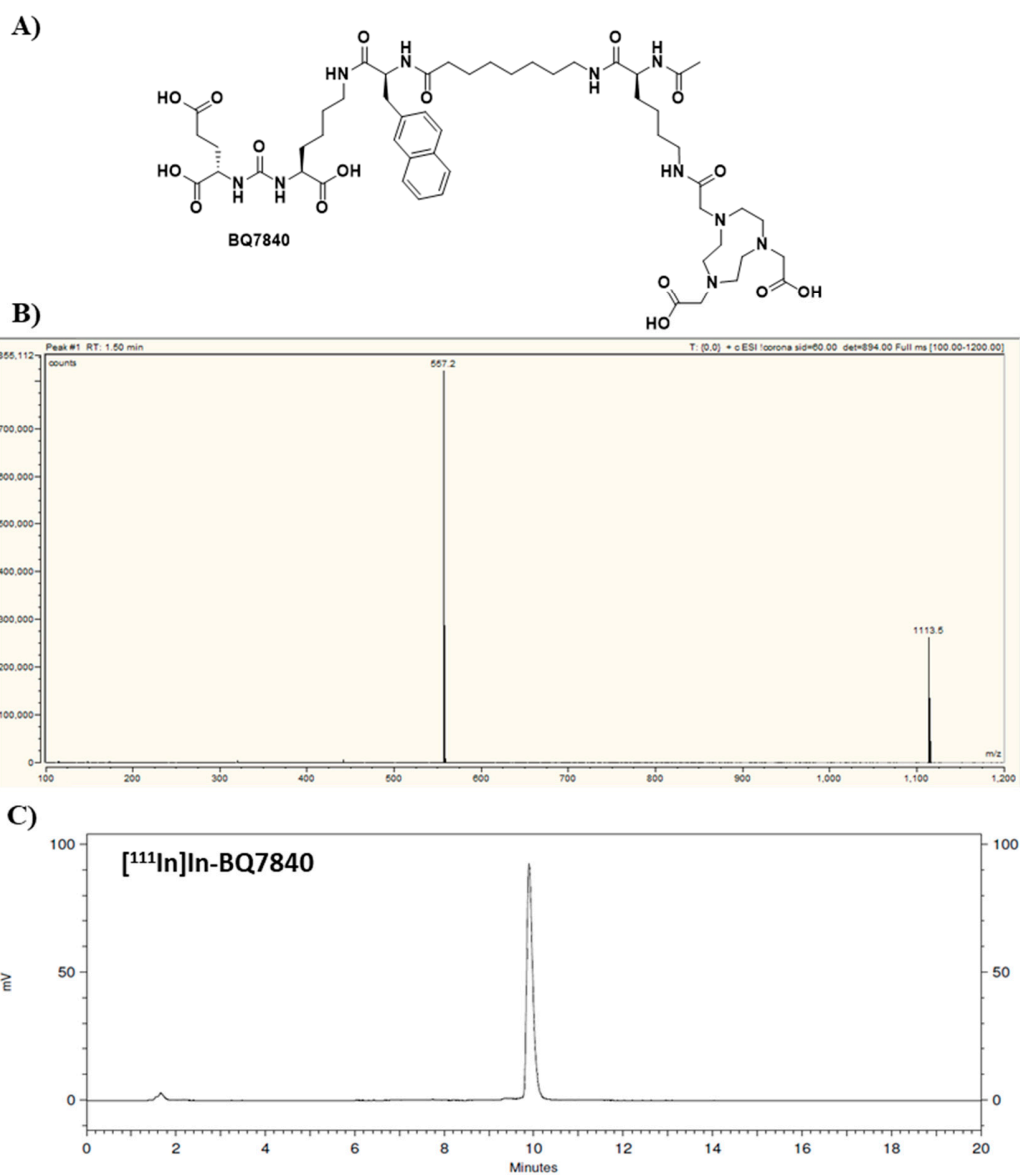 A)
O
H
N
O
H
N
HN
O
N
H
O
HO
O
O
HO
O
N
H
N
H
OH
O
HN
O
N
N
N
O
OH
O
HO
BQ7840
B)
Peak #1 RT: 1.50 min T: {0,0} + c ESI !corona sid=60.00 det=894.00 Full ms [100.00-1200.00]
counts
557.2
1113.5
m/z
700,000
600,000
500,000
400,000
300,000
200,000
100,000
0
100 200 300 400 500 600 700 800 900 1,000 1,100 1,200
C)
[¹¹¹In]In-BQ7840
100 100
50 50
0 0
mV
0 2 4 6 8 10 12 14 16 18 20
Minutes